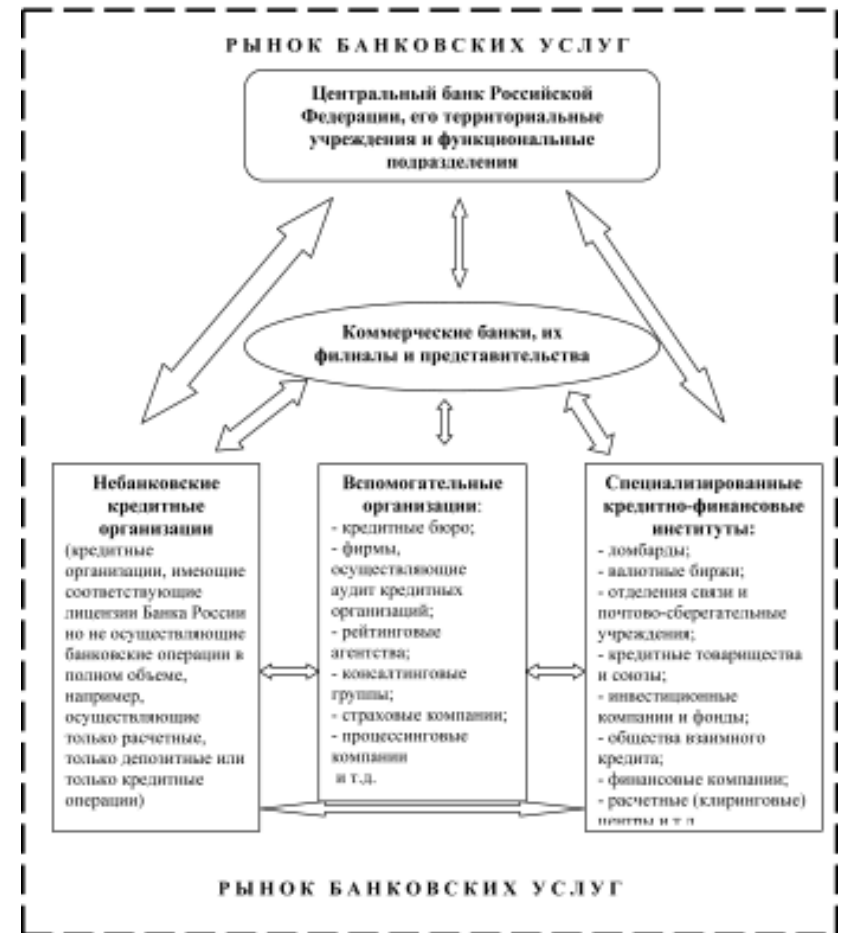 РЫНОК БАНКОВСКИХ УСЛУГ
Центральный банк Российской
Федерации, его территориальные
учреждения и функциональные
подразделения
Коммерческие банки, их
филиалы и представительства
Небанковские
кредитные
организации
(кредитные
организации, имеющие
соответствующие
лицензии Банка России
но не осуществляющие
банковские операции в
полном объеме,
например,
осуществляющие
только расчетные,
только депозитные или
только кредитные
операции)
Вспомогательные
организации:
- кредитные бюро;
- фирмы,
осуществляющие
аудит кредитных
организаций;
- рейтинговые
агентства;
- консалтинговые
группы;
- страховые компании;
- процессинговые
компании
и т.д.
Специализированные
кредитно-финансовые
институты:
- ломбарды;
- валютные биржи;
- отделения связи и
почтово-сберегательные
учреждения;
- кредитные товарищества
и союзы;
- инвестиционные
компании и фонды;
- общества взаимного
кредита;
- финансовые компании;
- расчетные (клиринговые)
центры и т.д
РЫНОК БАНКОВСКИХ УСЛУГ